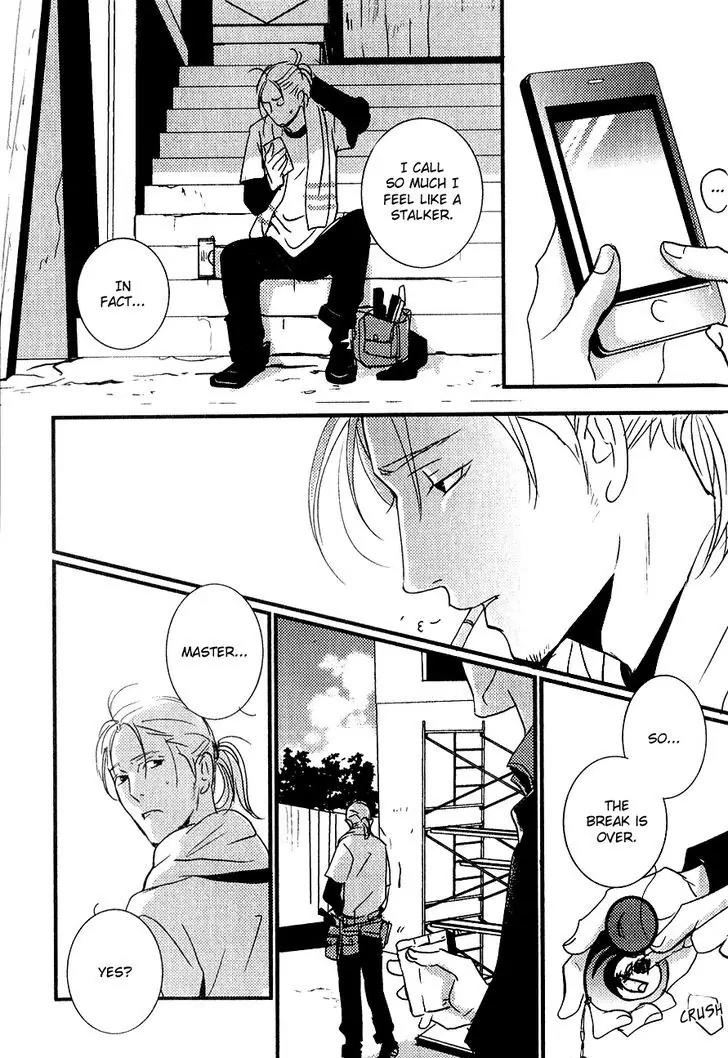 ...
I CALL
SO MUCH I
FEEL LIKE A
STALKER.
IN
FACT...
SO...
THE
BREAK IS
OVER.
CRUSH
MASTER...
YES?